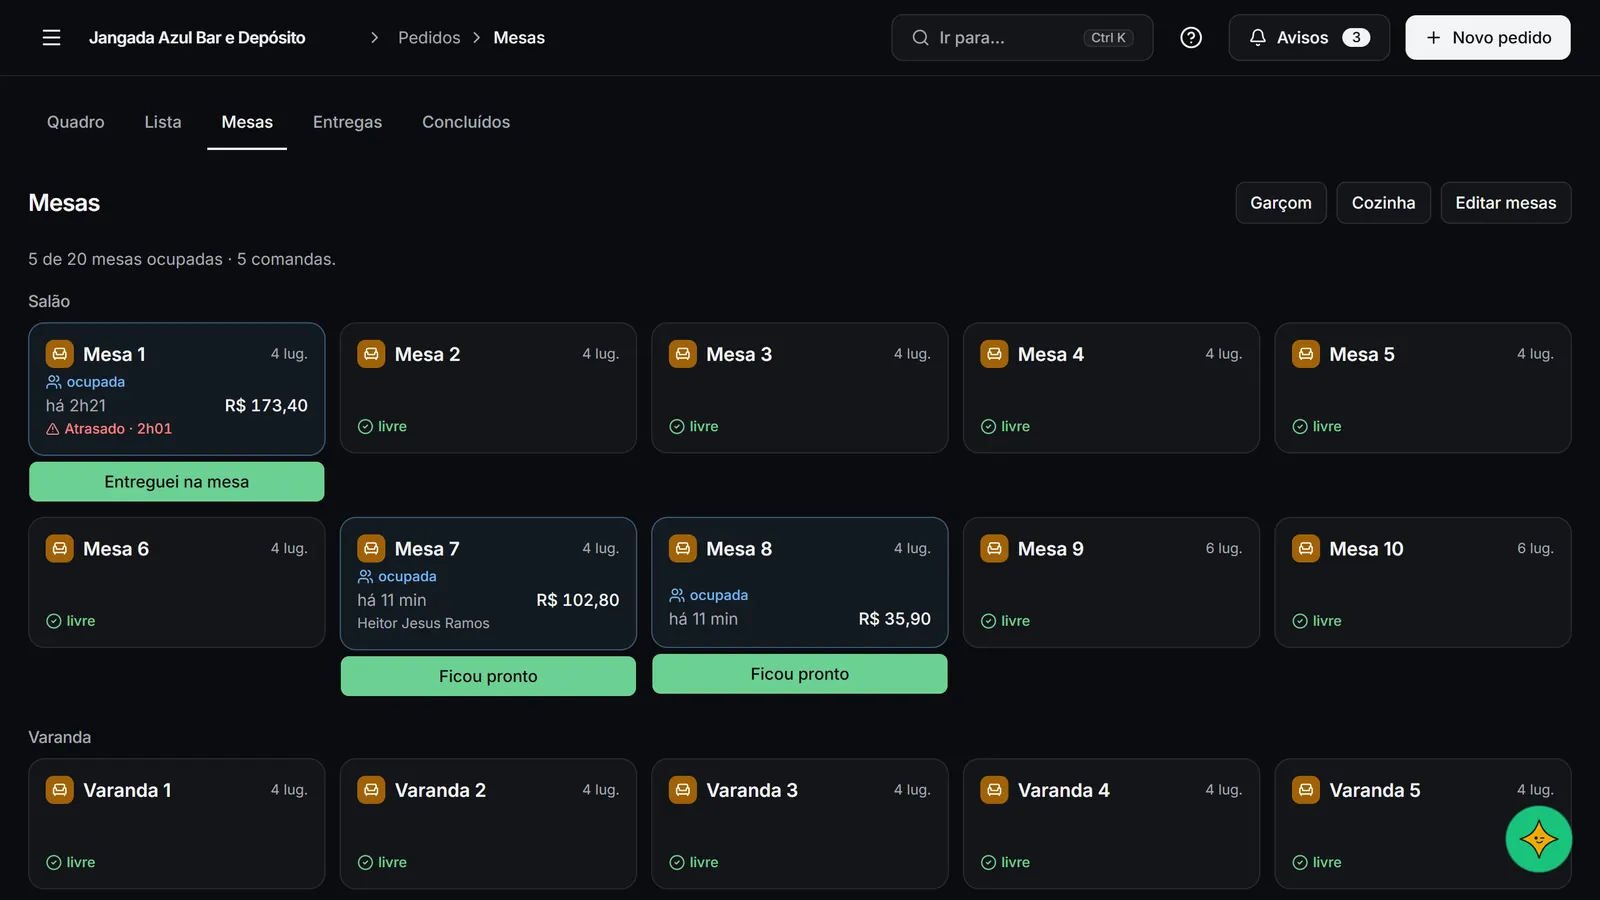 Jangada Azul Bar e Depósito > Pedidos > Mesas Ir para... Ctrl K Avisos 3 + Novo pedido
Quadro Lista Mesas Entregas Concluídos
Mesas Garçom Cozinha Editar mesas
5 de 20 mesas ocupadas · 5 comandas.
Salão
Mesa 1 4 lug.
ocupada
há 2h21 R$ 173,40
Atrasado · 2h01
Entreguei na mesa
Mesa 2 4 lug.
livre
Mesa 3 4 lug.
livre
Mesa 4 4 lug.
livre
Mesa 5 4 lug.
livre
Mesa 6 4 lug.
livre
Mesa 7 4 lug.
ocupada
há 11 min R$ 102,80
Heitor Jesus Ramos
Ficou pronto
Mesa 8 4 lug.
ocupada
há 11 min R$ 35,90
Ficou pronto
Mesa 9 6 lug.
livre
Mesa 10 6 lug.
livre
Varanda
Varanda 1 4 lug.
livre
Varanda 2 4 lug.
livre
Varanda 3 4 lug.
livre
Varanda 4 4 lug.
livre
Varanda 5 4 lug.
livre